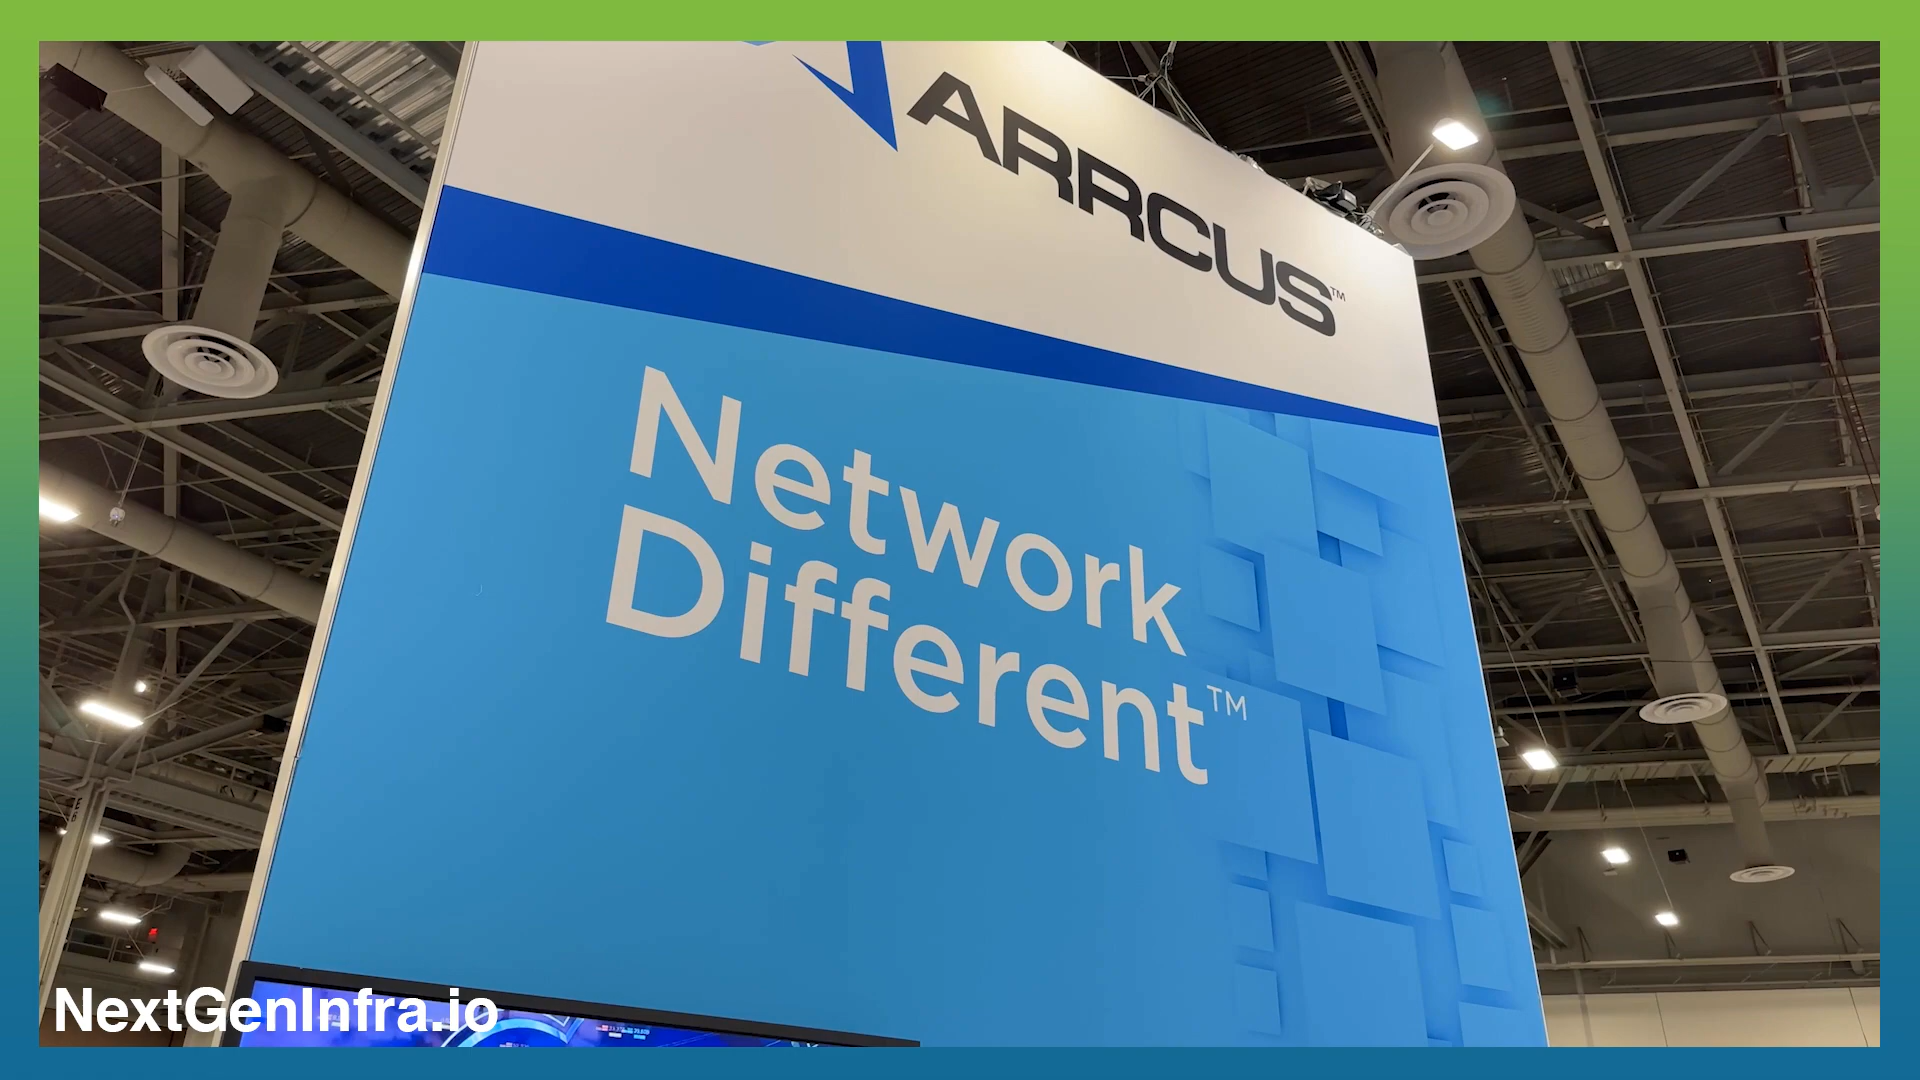 ARRCUS™
Network
Different™
NextGenInfra.io